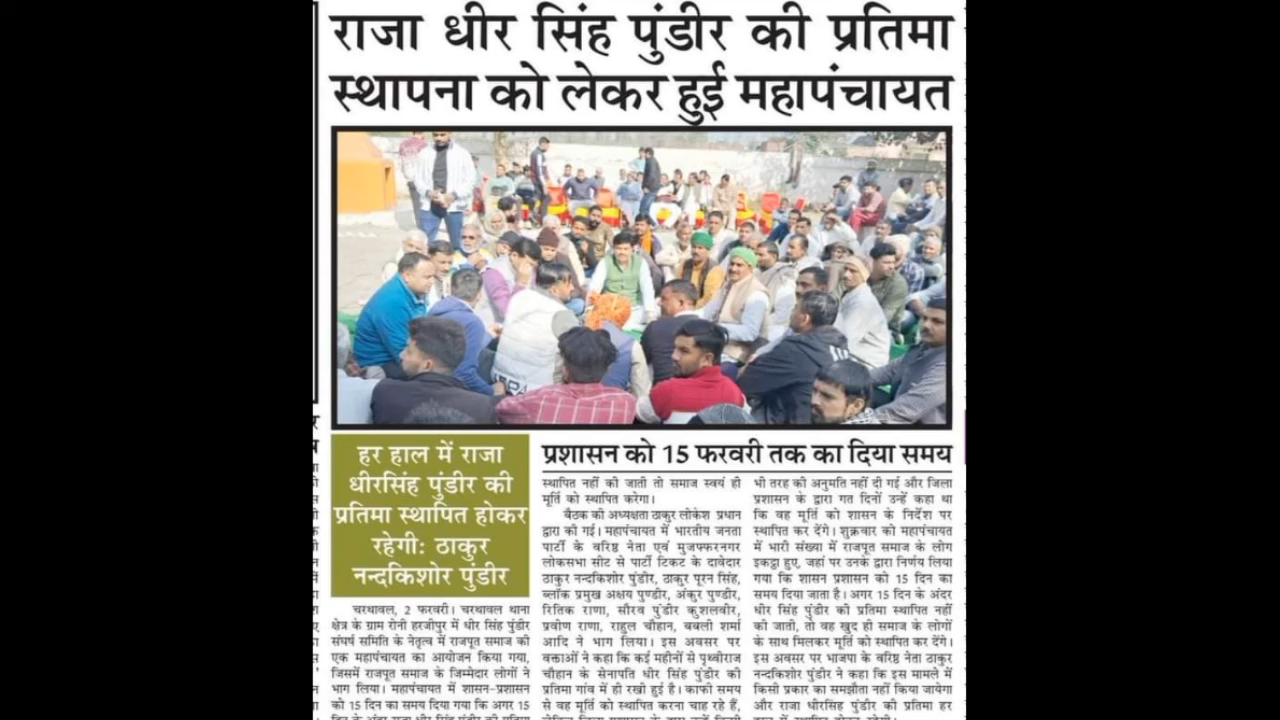 राजा धीर सिंह पुंडीर की प्रतिमा
स्थापना को लेकर हुई महापंचायत
हर हाल में राजा
धीरसिंह पुंडीर की
प्रतिमा स्थापित होकर
रहेगी: ठाकुर
नन्दकिशोर पुंडीर
चरथावल, 2 फरवरी। चरथावल थाना
क्षेत्र के ग्राम रोनी हरजीपुर में धीर सिंह पुंडीर
संघर्ष समिति के नेतृत्व में राजपूत समाज की
एक महापंचायत का आयोजन किया गया,
जिसमें राजपूत समाज के जिम्मेदार लोगों ने
भाग लिया। महापंचायत में शासन-प्रशासन
को 15 दिन का समय दिया गया कि अगर 15
प्रशासन को 15 फरवरी तक का दिया समय
स्थापित नहीं की जाती तो समाज स्वयं ही
मूर्ति को स्थापित करेगा।
बैठक की अध्यक्षता ठाकुर लोकेश प्रधान
द्वारा की गई। महापंचायत में भारतीय जनता
पार्टी के वरिष्ठ नेता एवं मुजफ्फरनगर
लोकसभा सीट से पार्टी टिकट के दावेदार
ठाकुर नन्दकिशोर पुंडीर, ठाकुर पूरन सिंह,
ब्लॉक प्रमुख अक्षय पुण्डीर, अंकुर पुण्डीर,
रितिक राणा, सौरव पुंडीर कुशलवीर,
प्रवीण राणा, राहुल चौहान, बबली शर्मा
आदि ने भाग लिया। इस अवसर पर
वक्ताओं ने कहा कि कई महीनों से पृथ्वीराज
चौहान के सेनापति धीर सिंह पुंडीर की
प्रतिमा गांव में ही रखी हुई है। काफी समय
से वह मूर्ति को स्थापित करना चाह रहे हैं,
भी तरह की अनुमति नहीं दी गई और जिला
प्रशासन के द्वारा गत दिनों उन्हें कहा था
कि वह मूर्ति को शासन के निर्देश पर
स्थापित कर देंगे। शुक्रवार को महापंचायत
में भारी संख्या में राजपूत समाज के लोग
इकट्ठा हुए, जहां पर उनके द्वारा निर्णय लिया
गया कि शासन प्रशासन को 15 दिन का
समय दिया जाता है। अगर 15 दिन के अंदर
धीर सिंह पुंडीर की प्रतिमा स्थापित नहीं
की जाती, तो वह खुद ही समाज के लोगों
के साथ मिलकर मूर्ति को स्थापित कर देंगे।
इस अवसर पर भाजपा के वरिष्ठ नेता ठाकुर
नन्दकिशोर पुंडीर ने कहा कि इस मामले में
किसी प्रकार का समझौता नहीं किया जायेगा
और राजा धीरसिंह पुंडीर की प्रतिमा हर